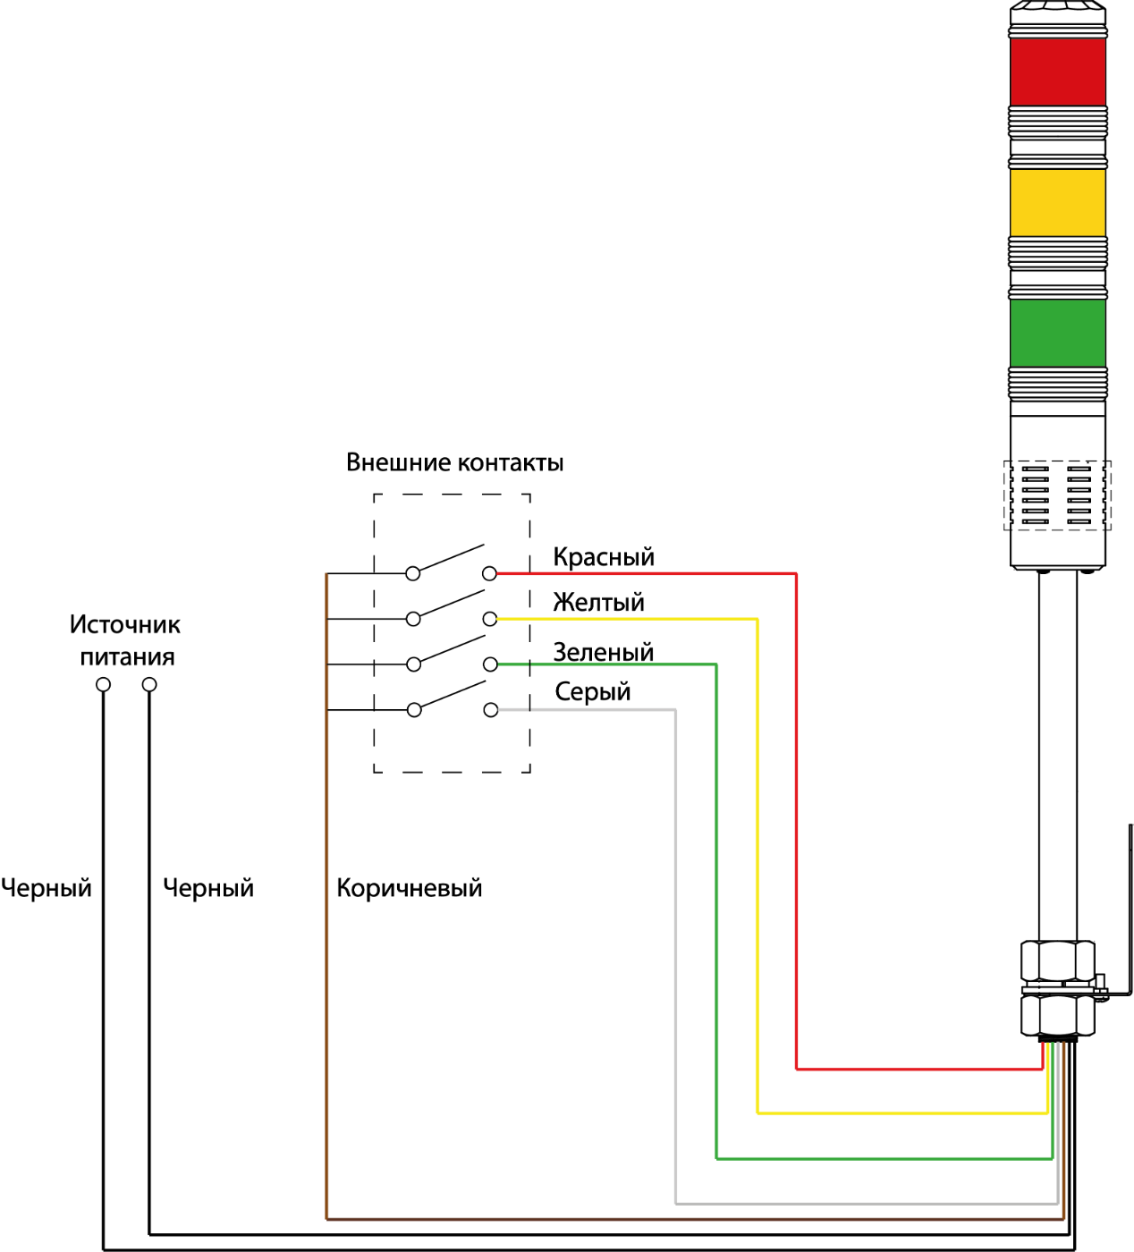 Внешние контакты
Красный
Желтый
Источник
питания
Зеленый
Серый
Черный
Черный
Коричневый